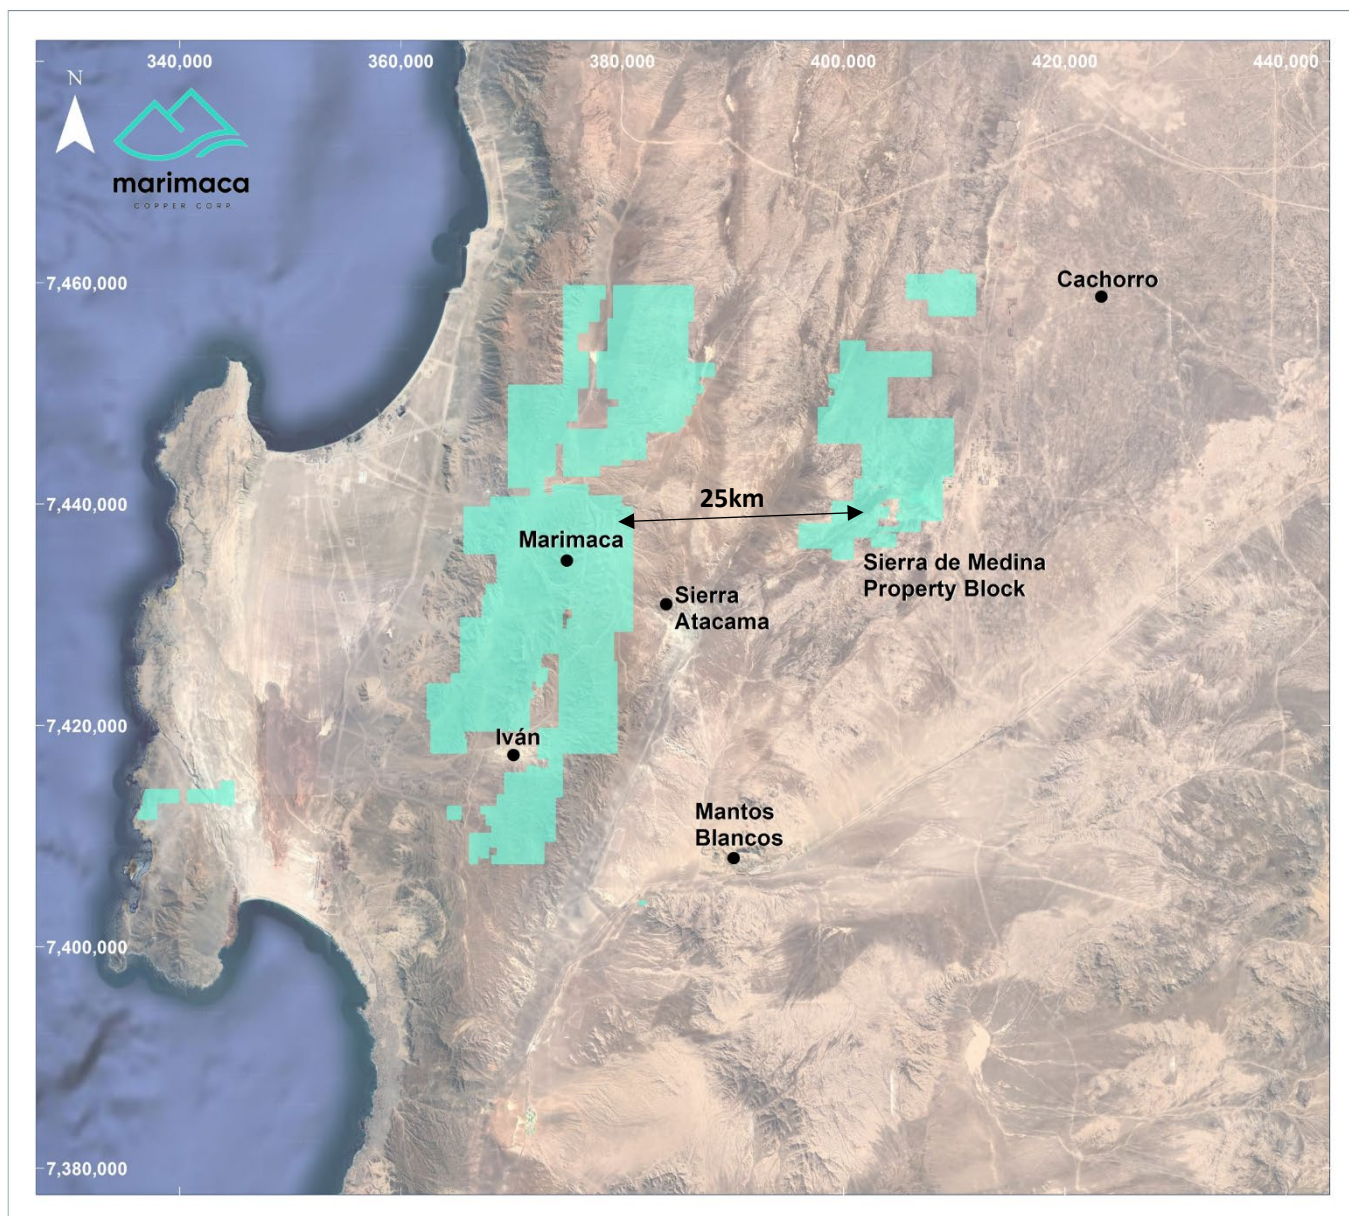 340,000
360,000
380,000
400,000
420,000
440,000
N
marimaca
COPPER CORP
7,460,000
Cachorro
7,440,000
25km
Marimaca
Sierra de Medina
Property Block
Sierra
Atacama
7,420,000
Iván
Mantos
Blancos
7,400,000
7,380,000